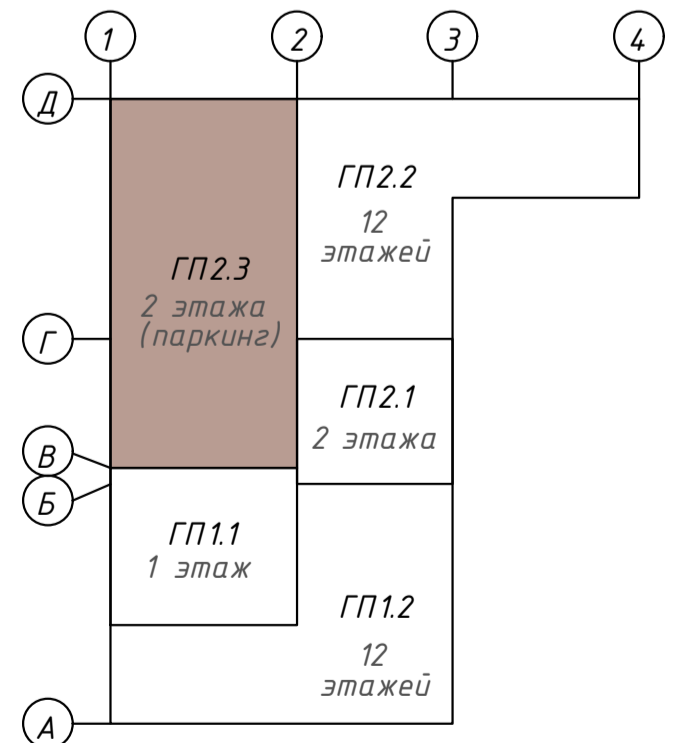 1
2
3
4
Д
ГП2.2
12
этажей
ГП2.3
2 этажа
(паркинг)
Г
ГП2.1
2 этажа
В
Б
ГП1.1
1 этаж
ГП1.2
12
этажей
А